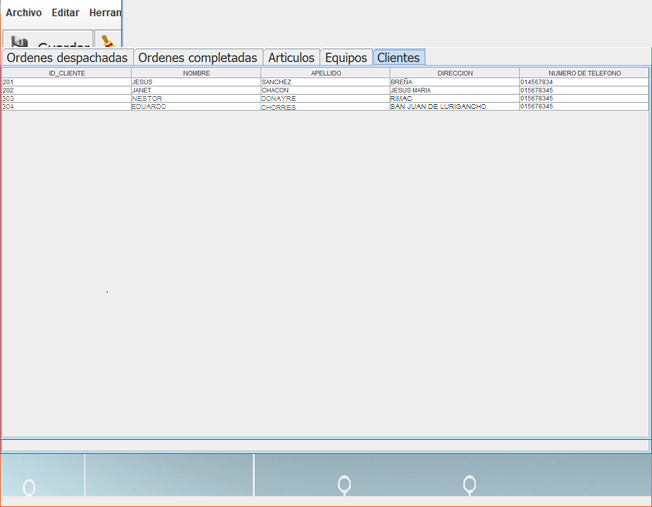 Archivo Editar Herran
Guardar
Ordenes despachadas Ordenes completadas Articulos Equipos Clientes
ID_CLIENTE NOMBRE APELLIDO DIRECCION NUMERO DE TELEFONO
201 JESUS SANCHEZ BREÑA 014567834
202 JANET CHACON JESUS MARIA 015678345
303 NESTOR DONAYRE RIMAC 015678345
304 EDUARDO CHORRES SAN JUAN DE LURIGANCHO 015678345